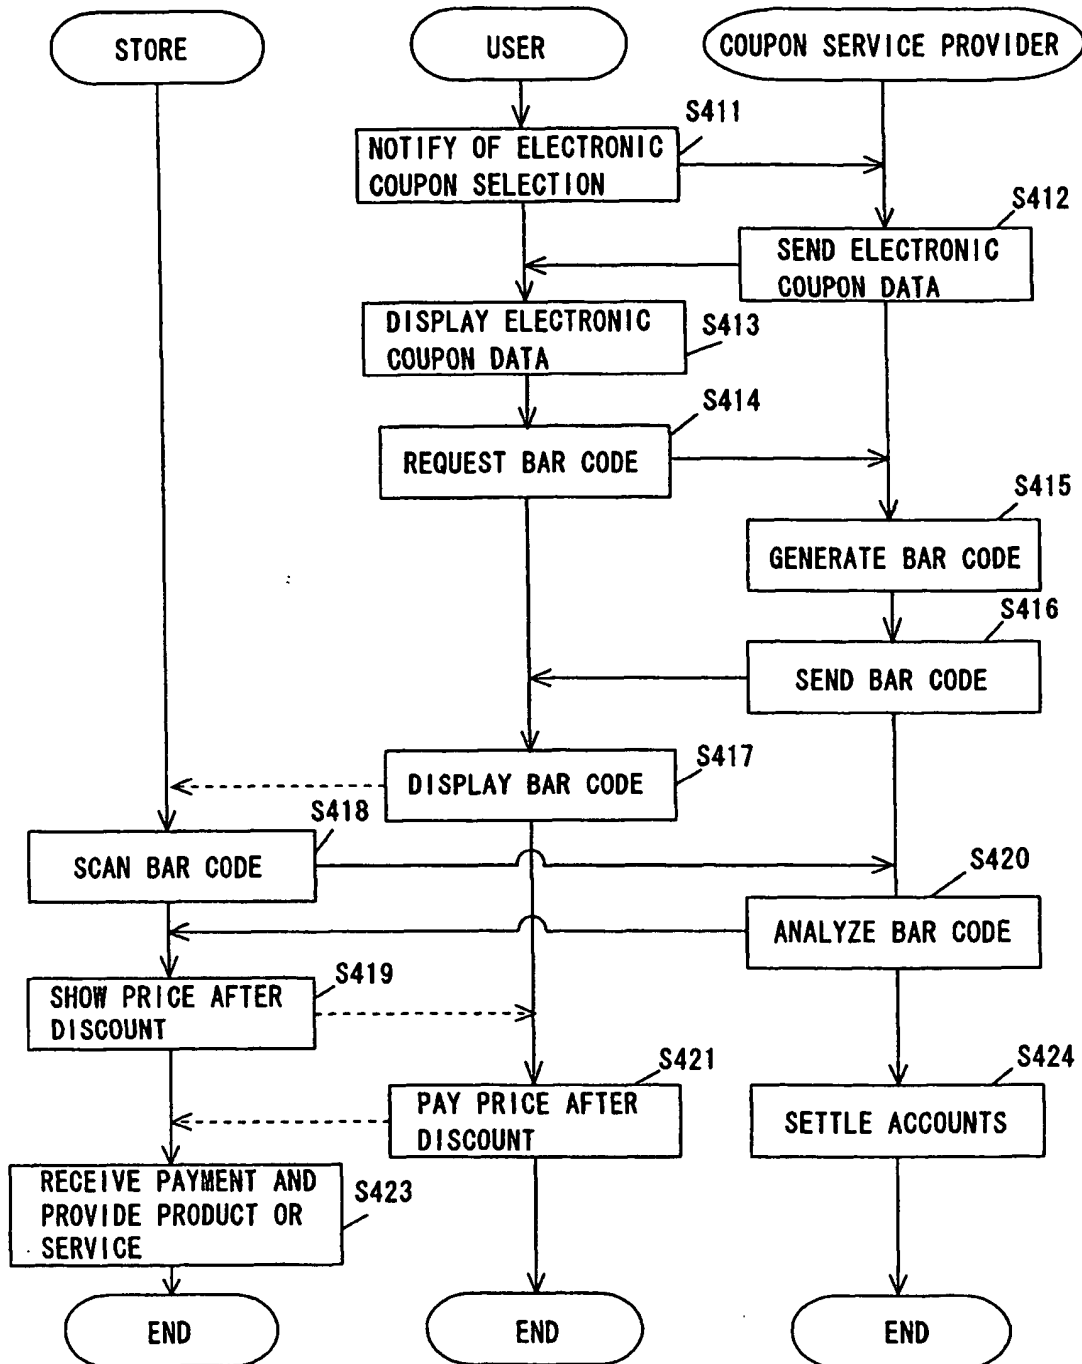 STORE
USER
COUPON SERVICE PROVIDER
S411
NOTIFY OF ELECTRONIC
COUPON SELECTION
S412
SEND ELECTRONIC
COUPON DATA
DISPLAY ELECTRONIC
COUPON DATA
S413
S414
REQUEST BAR CODE
S415
GENERATE BAR CODE
S416
SEND BAR CODE
S417
DISPLAY BAR CODE
S418
SCAN BAR CODE
S420
ANALYZE BAR CODE
S419
SHOW PRICE AFTER
DISCOUNT
S421
PAY PRICE AFTER
DISCOUNT
S424
SETTLE ACCOUNTS
RECEIVE PAYMENT AND
PROVIDE PRODUCT OR
SERVICE
S423
END
END
END